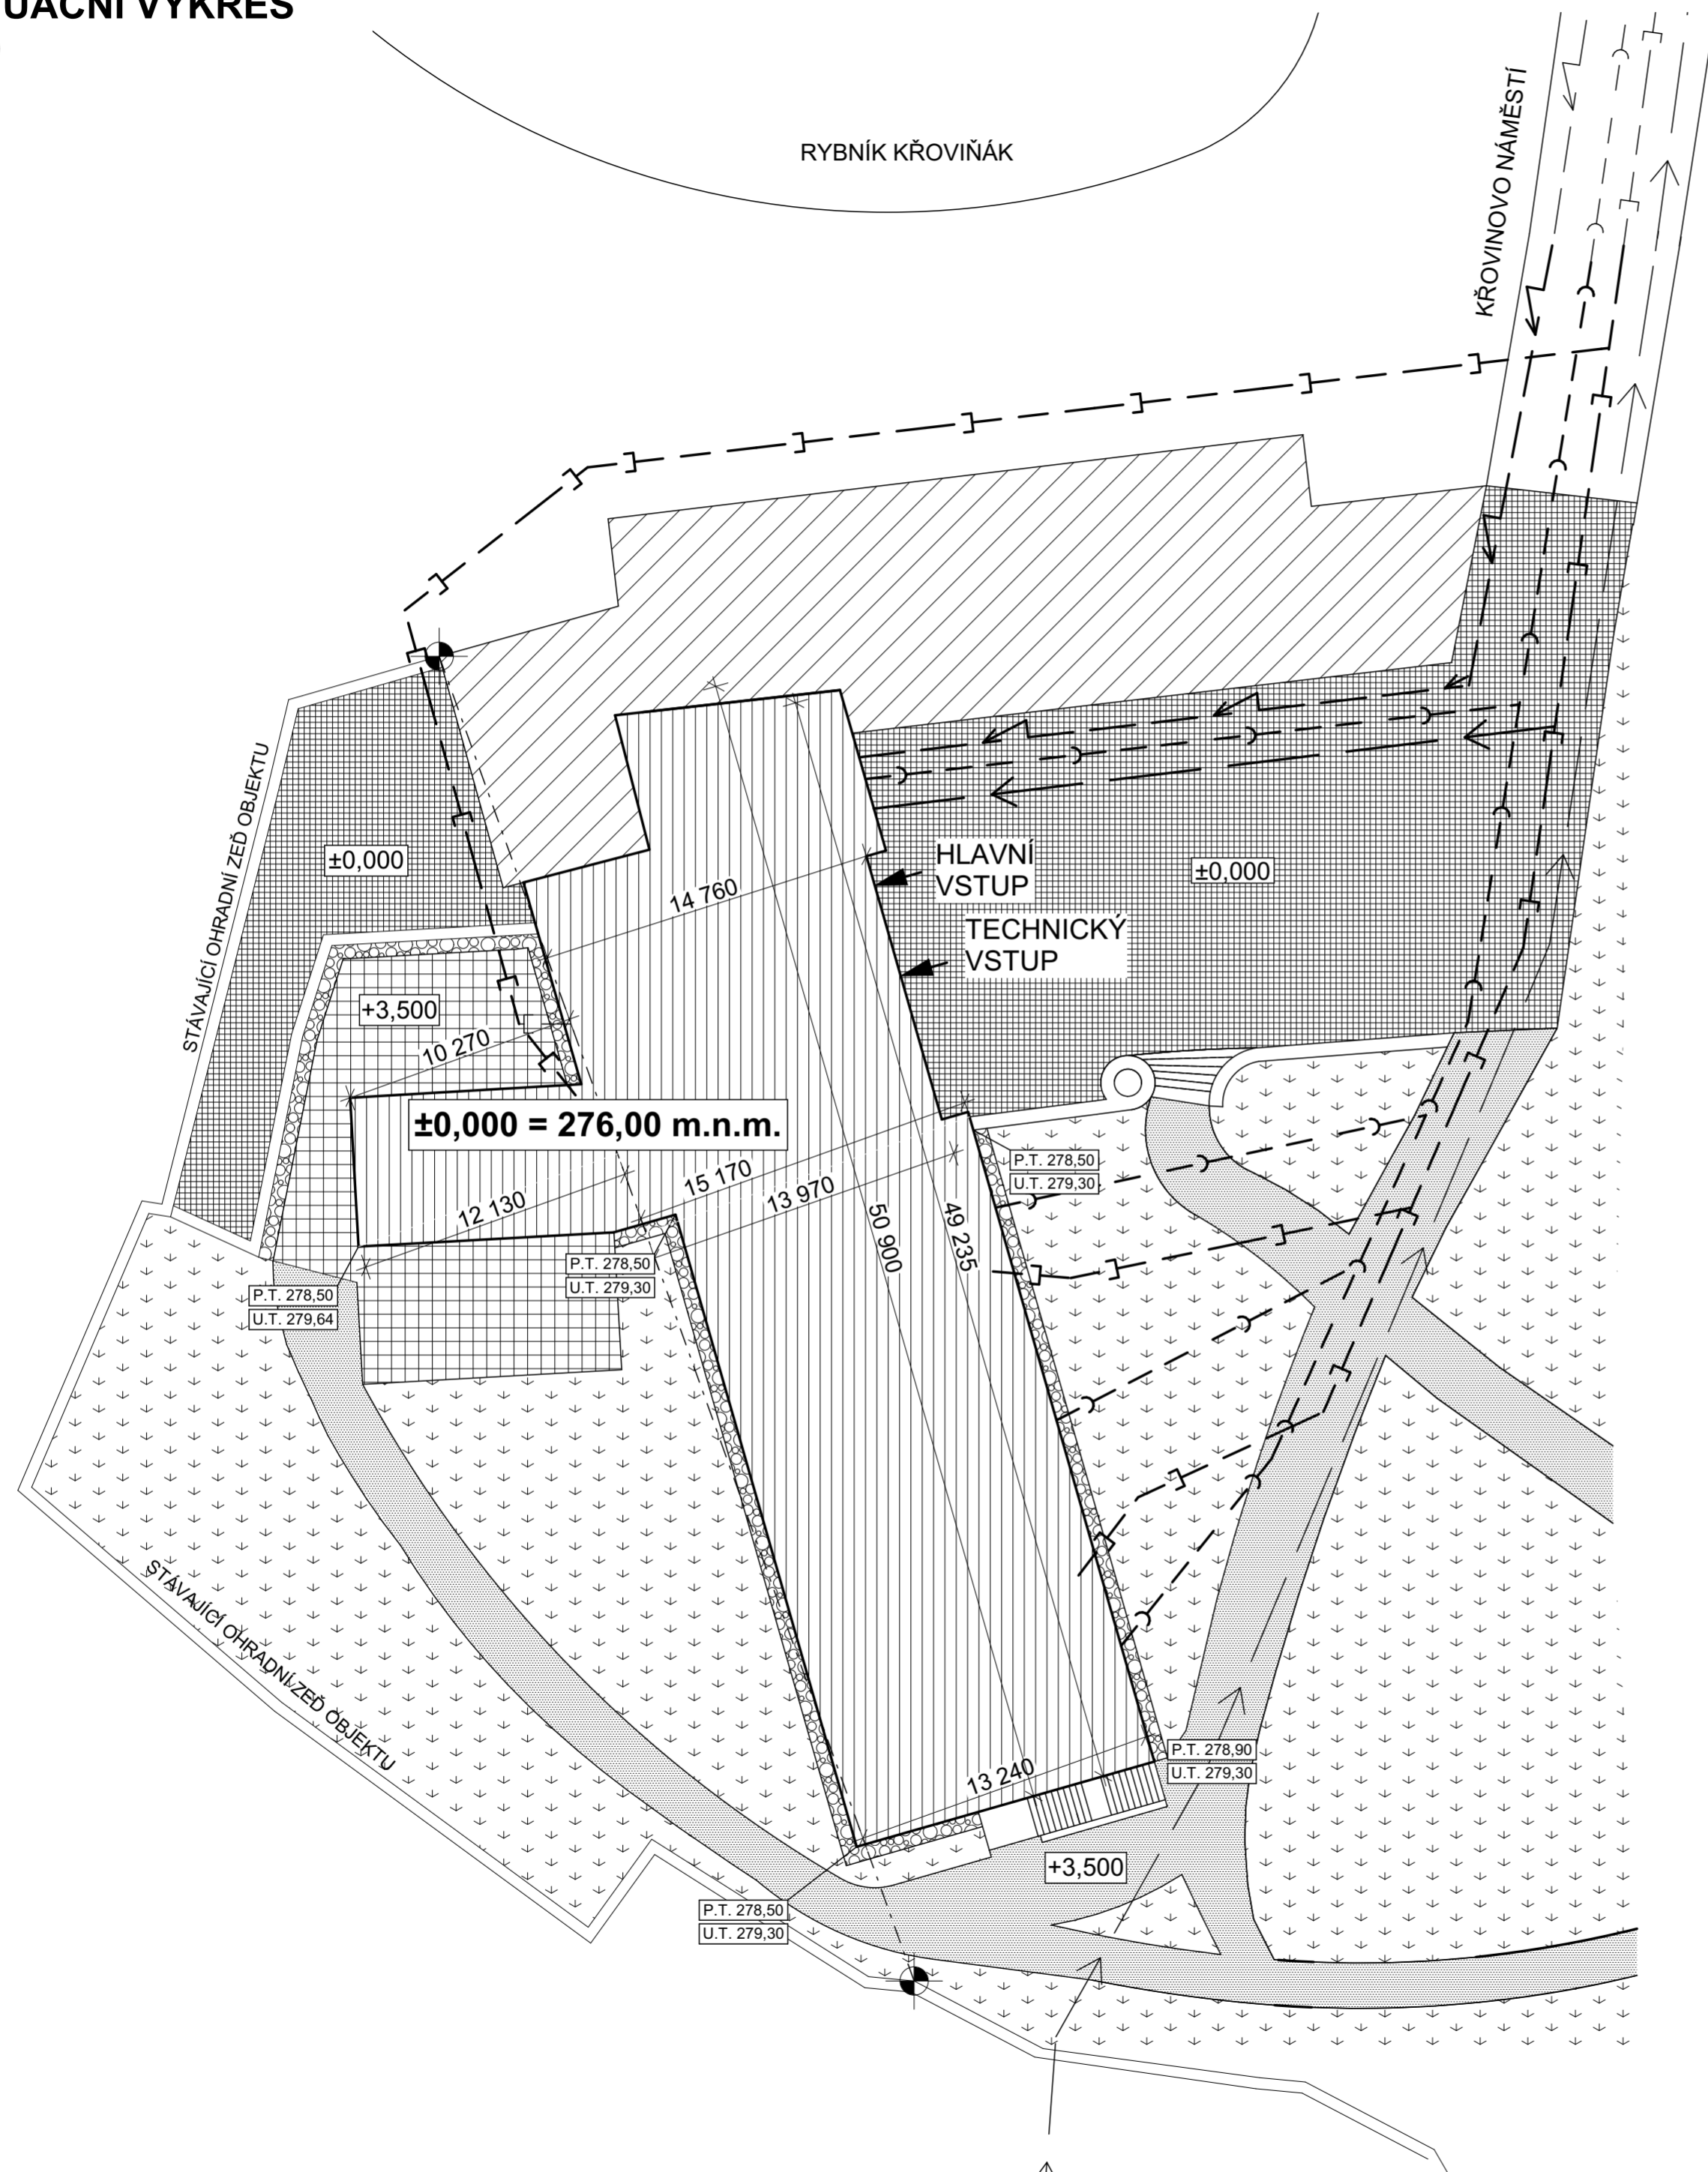 UAČNÍ VÝKRES
RYBNÍK KŘOVIŇÁK
KŘOVINOVO NÁMĚSTÍ
STÁVAJÍCÍ OHRADNÍ ZEĎ OBJEKTU
±0,000
HLAVNÍ
VSTUP
±0,000
14 760
TECHNICKÝ
VSTUP
+3,500
10 270
±0,000 = 276,00 m.n.m.
P.T. 278,50
U.T. 279,30
15 170
13 970
12 130
50 900
49 235
P.T. 278,50
U.T. 279,30
P.T. 278,50
U.T. 279,64
STÁVAJÍCÍ OHRADNÍ ZEĎ OBJEKTU
P.T. 278,90
U.T. 279,30
13 240
+3,500
P.T. 278,50
U.T. 279,30